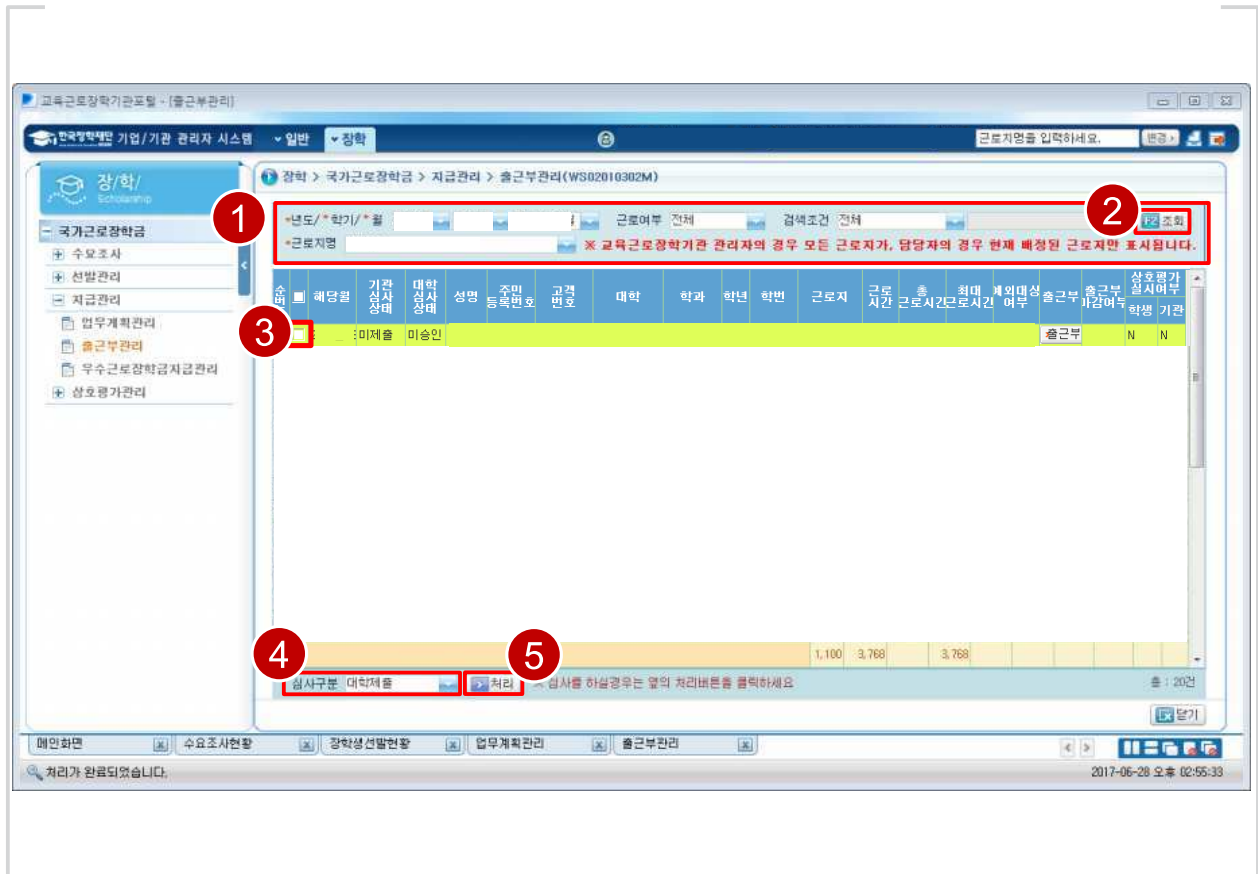 교육근로장학기관포털 - [출근부관리]
한국장학재단 기업/기관 관리자 시스템 일반 장학 근로지명을 입력하세요. 변경
장/학/
Scholarship
장학 > 국가근로장학금 > 지급관리 > 출근부관리(WS02010302M)
1
2
*년도/*학기/*월 근로여부 전체 검색조건 전체 F2 조회
*근로지명 ※ 교육근로장학기관 관리자의 경우 모든 근로지가, 담당자의 경우 현재 배정된 근로지만 표시됩니다.
국가근로장학금
수요조사
선발관리
지급관리
업무계획관리
출근부관리
우수근로장학금지급관리
상호평가관리
순번 해당월 기관심사상태 대학심사상태 성명 주민등록번호 고객번호 대학 학과 학년 학번 근로지 근로시간 총근로시간 최대근로시간 예외대상여부 출근부 출근부마감여부 상호평가실시여부 학생 기관
3
미제출 미승인 출근부 N N
1,100 3,768 3,768
4
5
심사구분 대학제출 처리 ※ 심사를 하실경우는 옆의 처리버튼을 클릭하세요 총 : 20건
닫기
메인화면 수요조사현황 장학생선발현황 업무계획관리 출근부관리
처리가 완료되었습니다. 2017-06-28 오후 02:55:33